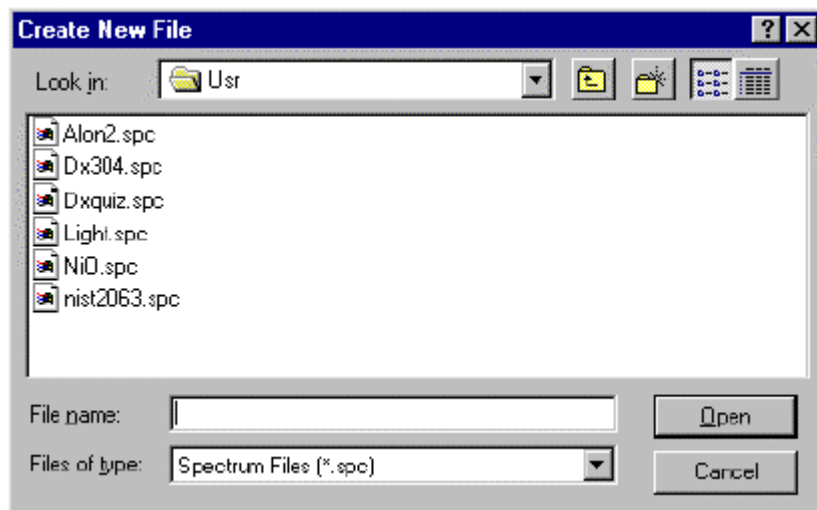 Create New File
Look in: Usr
Alon2.spc
Dx304.spc
Dxquiz.spc
Light.spc
NiO.spc
nist2063.spc
File name: Open
Files of type: Spectrum Files (*.spc) Cancel